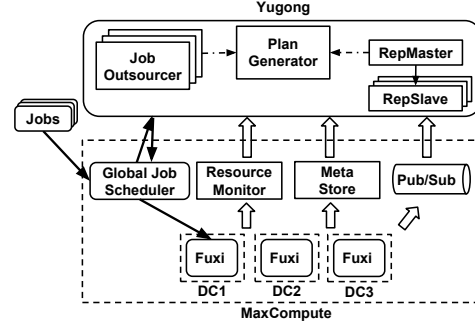 Yugong
Job
Outsourcer
Plan
Generator
RepMaster
RepSlave
Jobs
Global Job
Scheduler
Resource
Monitor
Meta
Store
Pub/Sub
Fuxi
Fuxi
Fuxi
DC1
DC2
DC3
MaxCompute